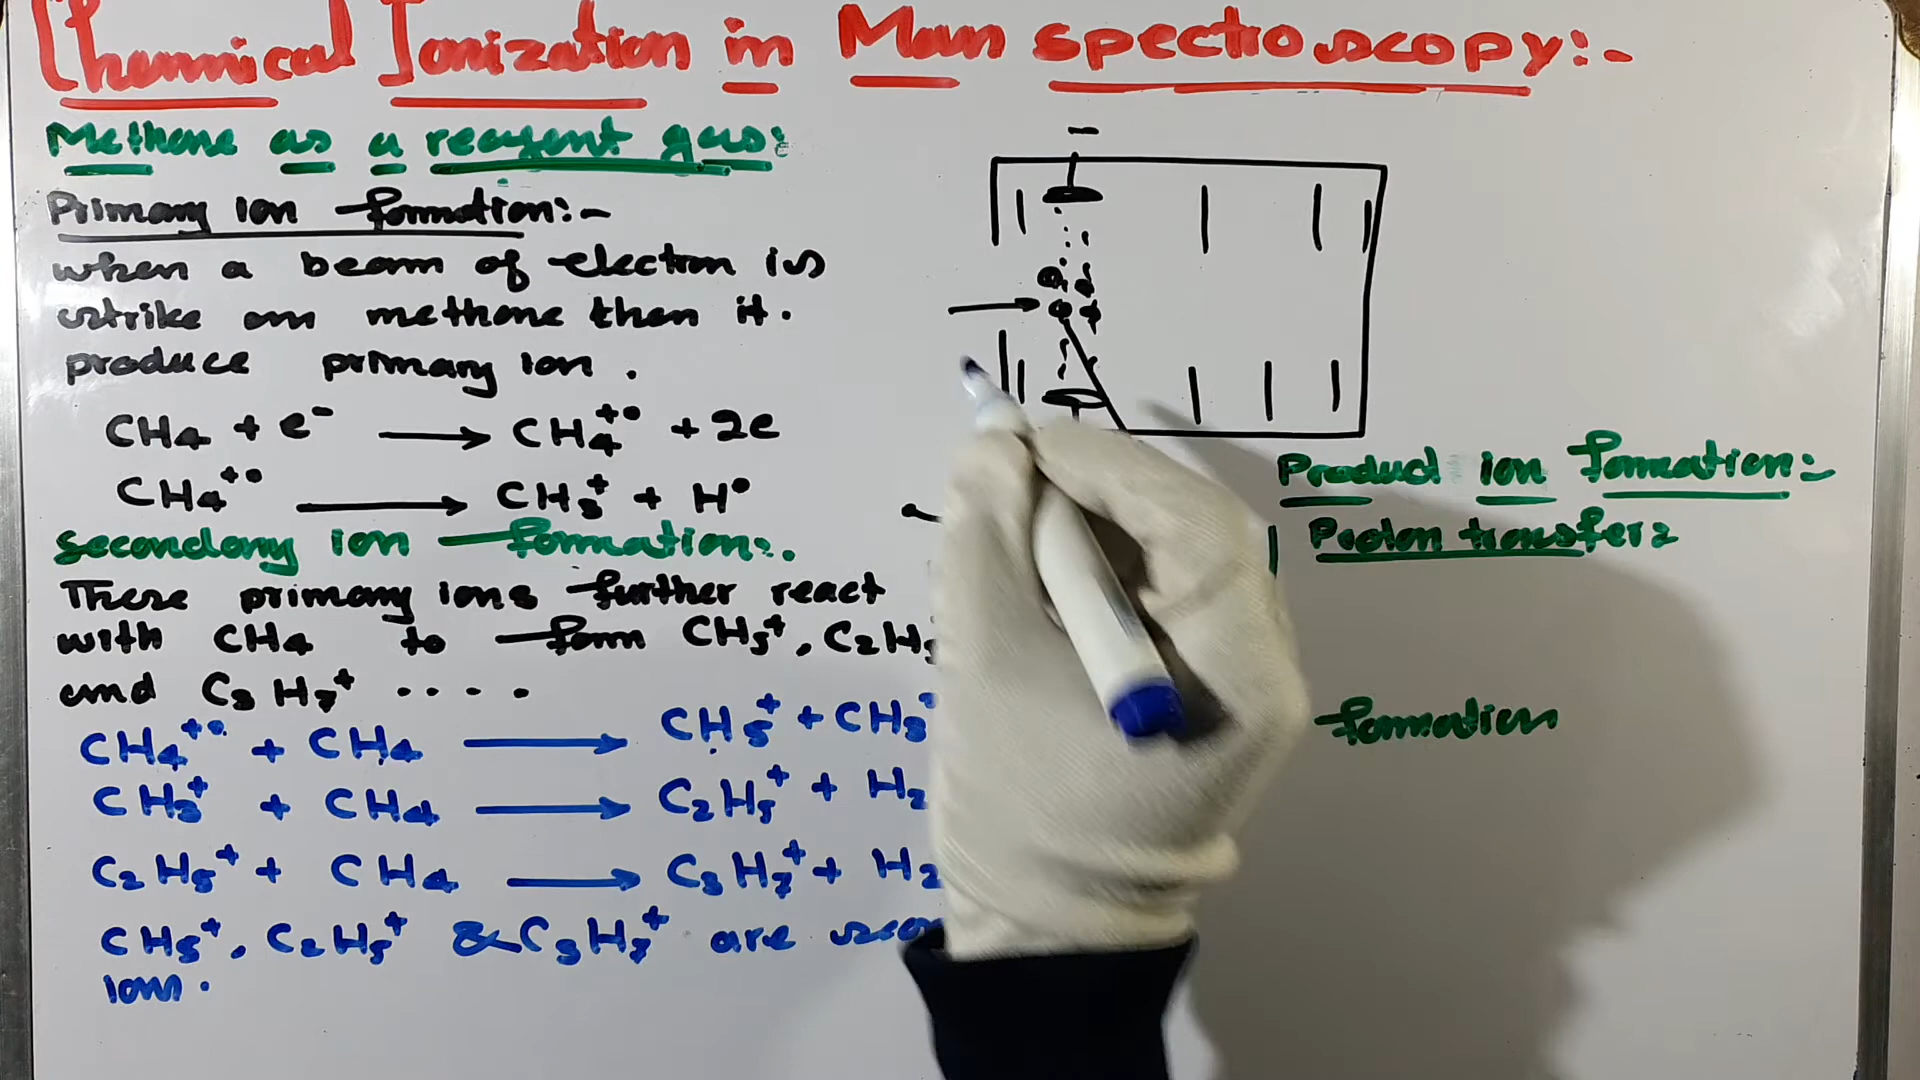 Chemical Ionization in Mass spectroscopy:-
Methane as a reagent gas:
Primary ion formation:-
when a beam of electron is
strike on methane then it.
produce primary ion.
CH4 + e⁻ ⟶ CH4⁺• + 2e
CH4⁺• ⟶ CH3⁺ + H•
Secondary ion formation:.
These primary ions further react
with CH4 to form CH5⁺, C2H5
and C3H7⁺ ....
CH4⁺• + CH4 ⟶ CH5⁺ + CH3
CH3⁺ + CH4 ⟶ C2H5⁺ + H2
C2H5⁺ + CH4 ⟶ C3H7⁺ + H2
CH5⁺, C2H5⁺ & C3H7⁺ are
ion.
-
Product ion formation:
Proton transfer:
formation